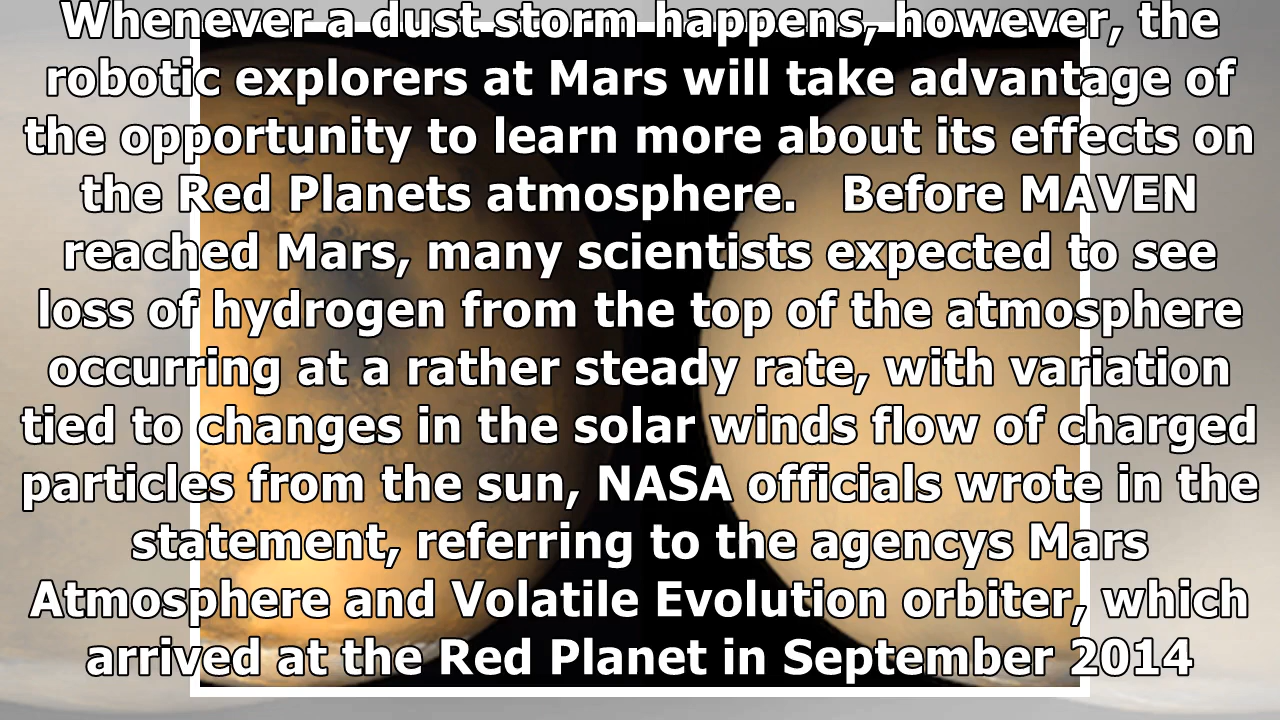 Whenever a dust storm happens, however, the
robotic explorers at Mars will take advantage of
the opportunity to learn more about its effects on
the Red Planets atmosphere.   Before MAVEN
reached Mars, many scientists expected to see
loss of hydrogen from the top of the atmosphere
occurring at a rather steady rate, with variation
tied to changes in the solar winds flow of charged
particles from the sun, NASA officials wrote in the
statement, referring to the agencys Mars
Atmosphere and Volatile Evolution orbiter, which
arrived at the Red Planet in September 2014